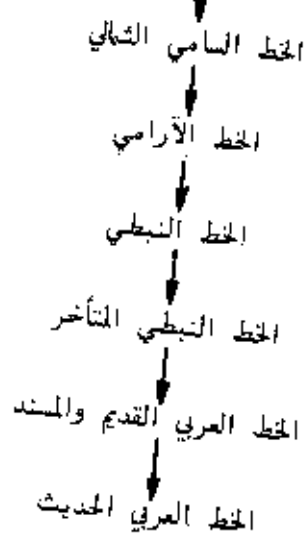 الخط السامي الشمالي
الخط الآرامي
الخط النبطي
الخط النبطي المتأخر
الخط العربي القديم والمسند
الخط العربي الحديث